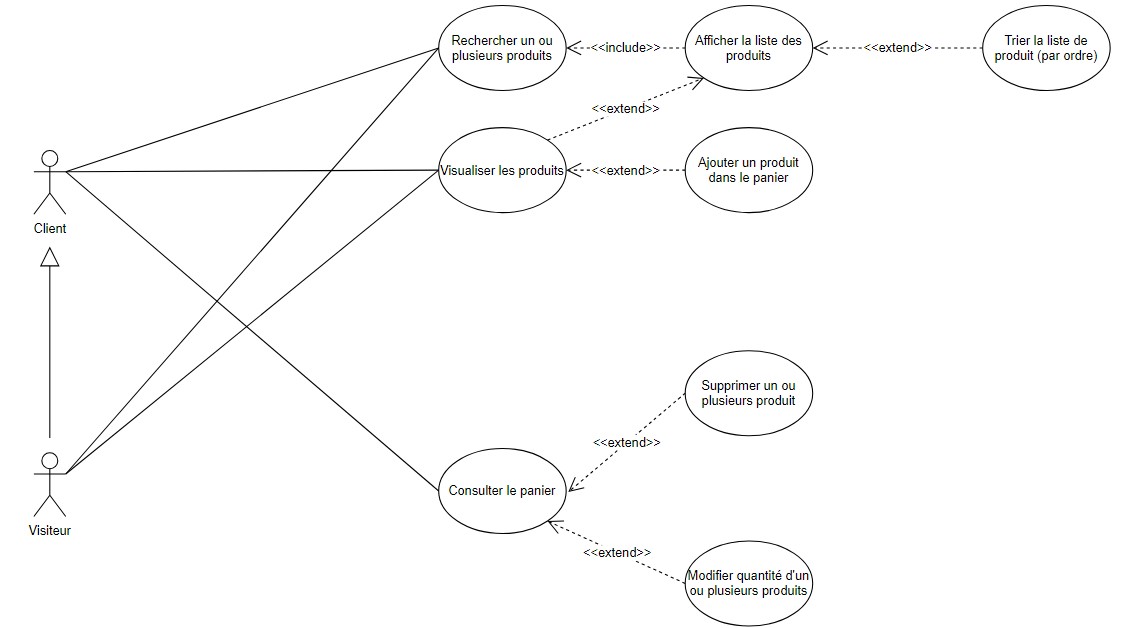 Rechercher un ou
plusieurs produits
<<include>>
Afficher la liste des
produits
<<extend>>
Trier la liste de
produit (par ordre)
<<extend>>
Visualiser les produits
<<extend>>
Ajouter un produit
dans le panier
Client
Supprimer un ou
plusieurs produit
<<extend>>
Consulter le panier
Visiteur
<<extend>>
Modifier quantité d'un
ou plusieurs produits